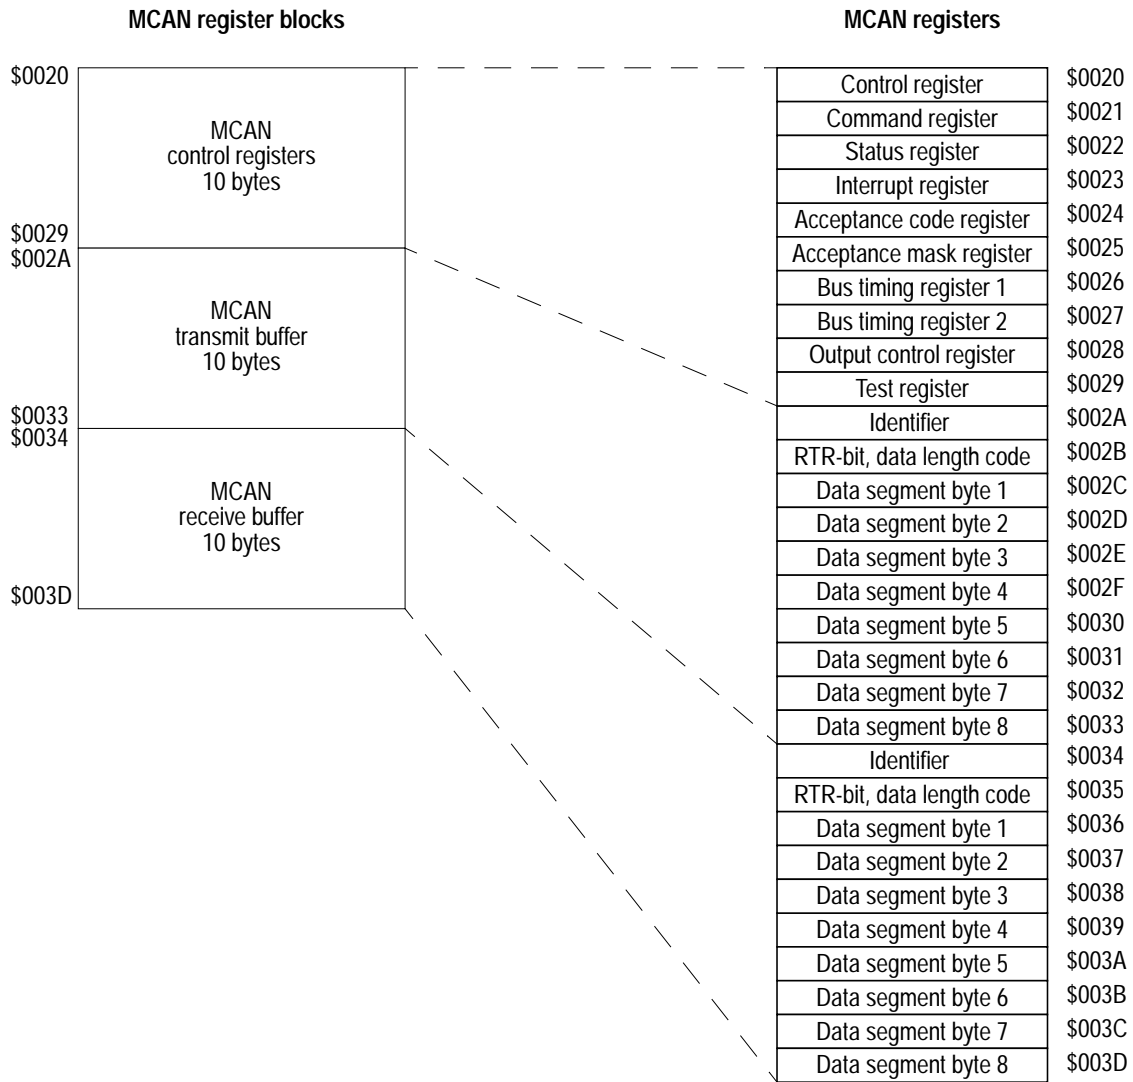 MCAN register blocks
MCAN registers
$0020
MCAN
control registers
10 bytes
$0029
$002A
MCAN
transmit buffer
10 bytes
$0033
$0034
MCAN
receive buffer
10 bytes
$003D
Control register $0020
Command register $0021
Status register $0022
Interrupt register $0023
Acceptance code register $0024
Acceptance mask register $0025
Bus timing register 1 $0026
Bus timing register 2 $0027
Output control register $0028
Test register $0029
Identifier $002A
RTR-bit, data length code $002B
Data segment byte 1 $002C
Data segment byte 2 $002D
Data segment byte 3 $002E
Data segment byte 4 $002F
Data segment byte 5 $0030
Data segment byte 6 $0031
Data segment byte 7 $0032
Data segment byte 8 $0033
Identifier $0034
RTR-bit, data length code $0035
Data segment byte 1 $0036
Data segment byte 2 $0037
Data segment byte 3 $0038
Data segment byte 4 $0039
Data segment byte 5 $003A
Data segment byte 6 $003B
Data segment byte 7 $003C
Data segment byte 8 $003D